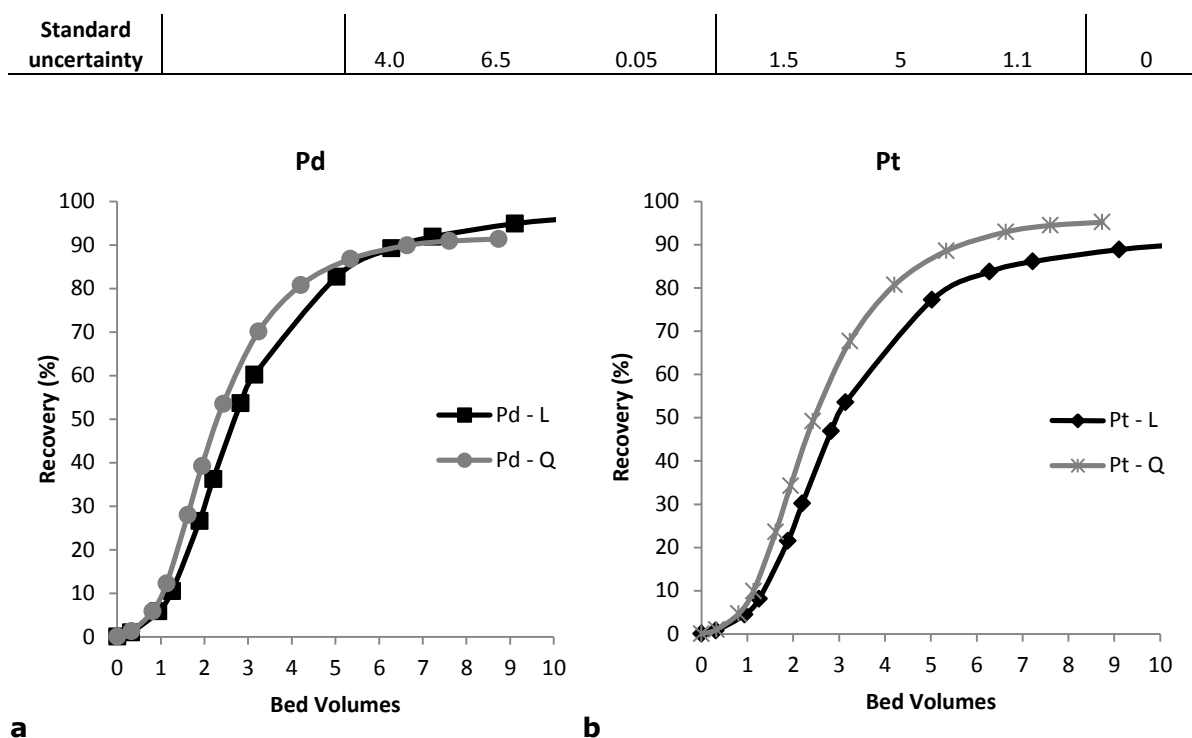 Standard uncertainty 4.0 6.5 0.05 1.5 5 1.1 0
Pd
100
90
80
70
60
50
40
30
20
10
0
Recovery (%)
Pd - L
Pd - Q
0 1 2 3 4 5 6 7 8 9 10
Bed Volumes
a
Pt
100
90
80
70
60
50
40
30
20
10
0
Recovery (%)
Pt - L
Pt - Q
0 1 2 3 4 5 6 7 8 9 10
Bed Volumes
b